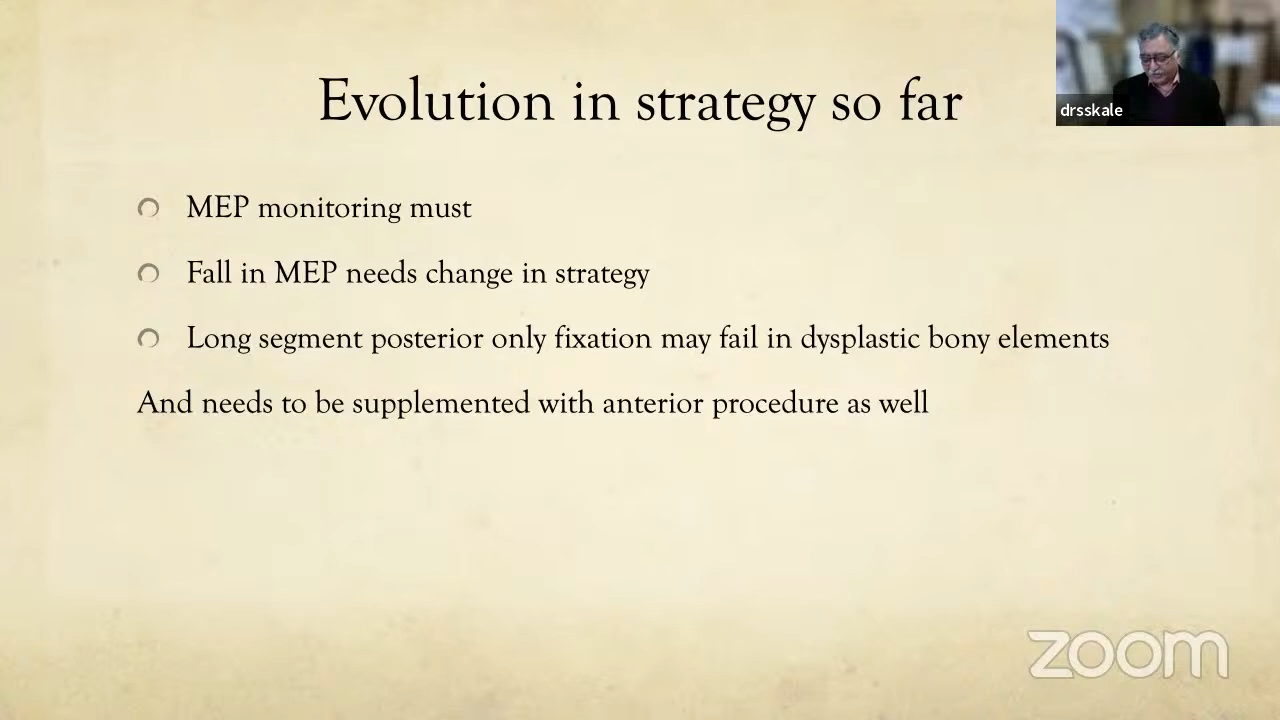 Evolution in strategy so far
drsskale
MEP monitoring must
Fall in MEP needs change in strategy
Long segment posterior only fixation may fail in dysplastic bony elements
And needs to be supplemented with anterior procedure as well
zoom